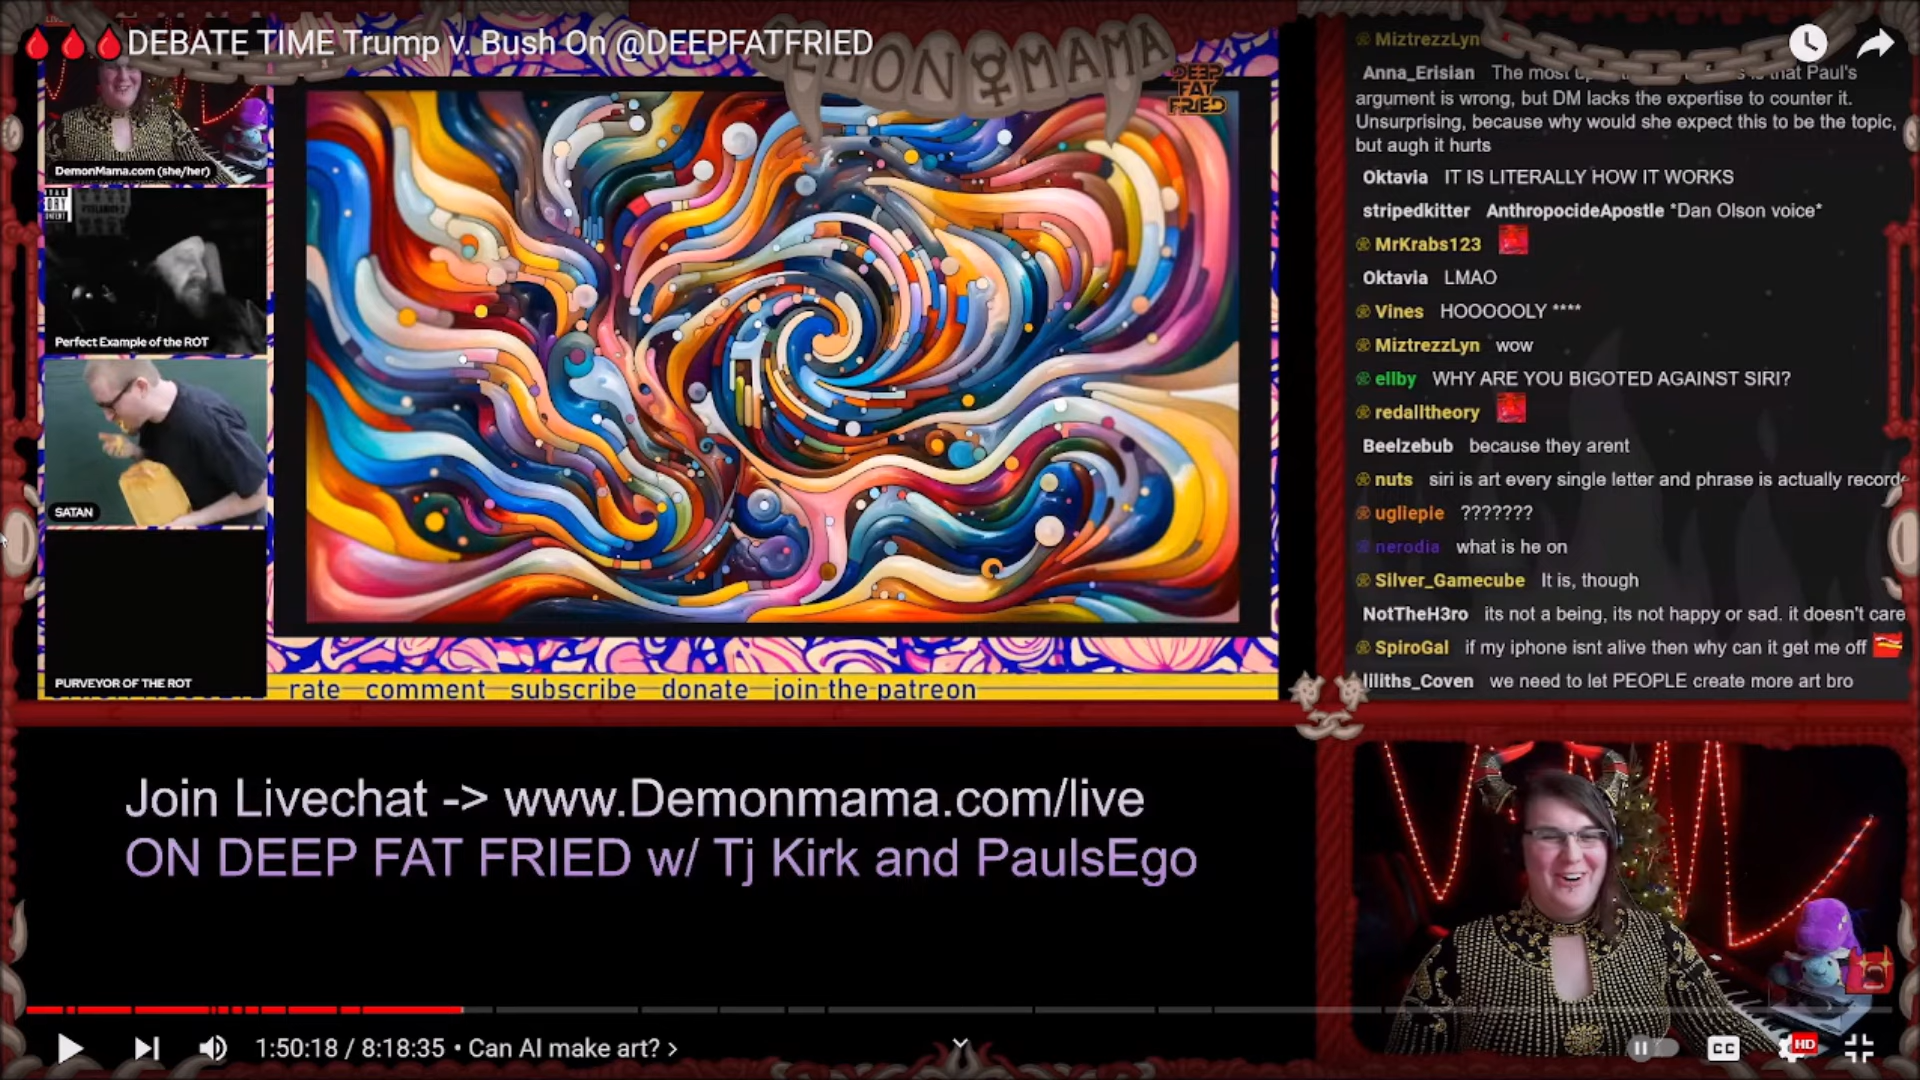 DEBATE TIME Trump v. Bush On @DEEPFATFRIED
DEMON MAMA
DEEP
FAT
FRIED
DemonMama.com (she/her)
Perfect Example of the ROT
SATAN
PURVEYOR OF THE ROT
rate comment subscribe donate join the patreon
MiztrezzLyn
Anna_Erisian The most that Paul's
argument is wrong, but DM lacks the expertise to counter it.
Unsurprising, because why would she expect this to be the topic,
but augh it hurts
Oktavia IT IS LITERALLY HOW IT WORKS
stripedkitter AnthropocideApostle *Dan Olson voice*
MrKrabs123
Oktavia LMAO
Vines HOOOOOLY ****
MiztrezzLyn wow
ellby WHY ARE YOU BIGOTED AGAINST SIRI?
redalltheory
Beelzebub because they arent
nuts siri is art every single letter and phrase is actually record
ugliepie ???????
nerodia what is he on
Silver_Gamecube It is, though
NotTheH3ro its not a being, its not happy or sad. it doesn't care
SpiroGal if my iphone isnt alive then why can it get me off
liliths_Coven we need to let PEOPLE create more art bro
Join Livechat -> www.Demonmama.com/live
ON DEEP FAT FRIED w/ Tj Kirk and PaulsEgo
1:50:18 / 8:18:35 • Can AI make art? >
CC
HD